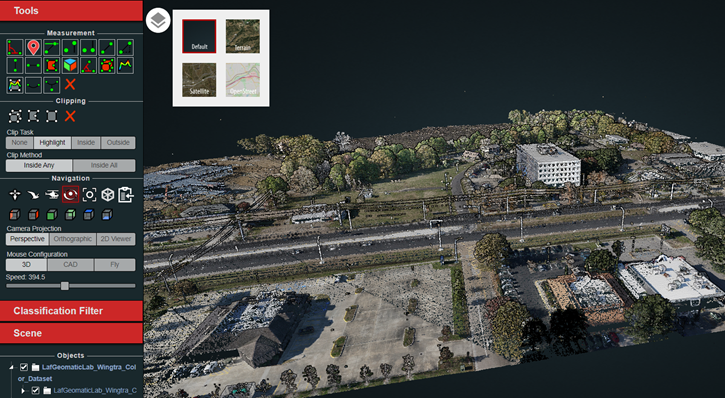 Tools
Measurement
Clipping
Clip Task
None Highlight Inside Outside
Clip Method
Inside Any Inside All
Navigation
Camera Projection
Perspective Orthographic 2D Viewer
Mouse Configuration
3D CAD Fly
Speed: 394.5
Classification Filter
Scene
Objects
LafGeomaticLab_Wingtra_Col
or_Dataset
LafGeomaticLab_Wingtra_C
Default Terrain
Satellite OpenStreet